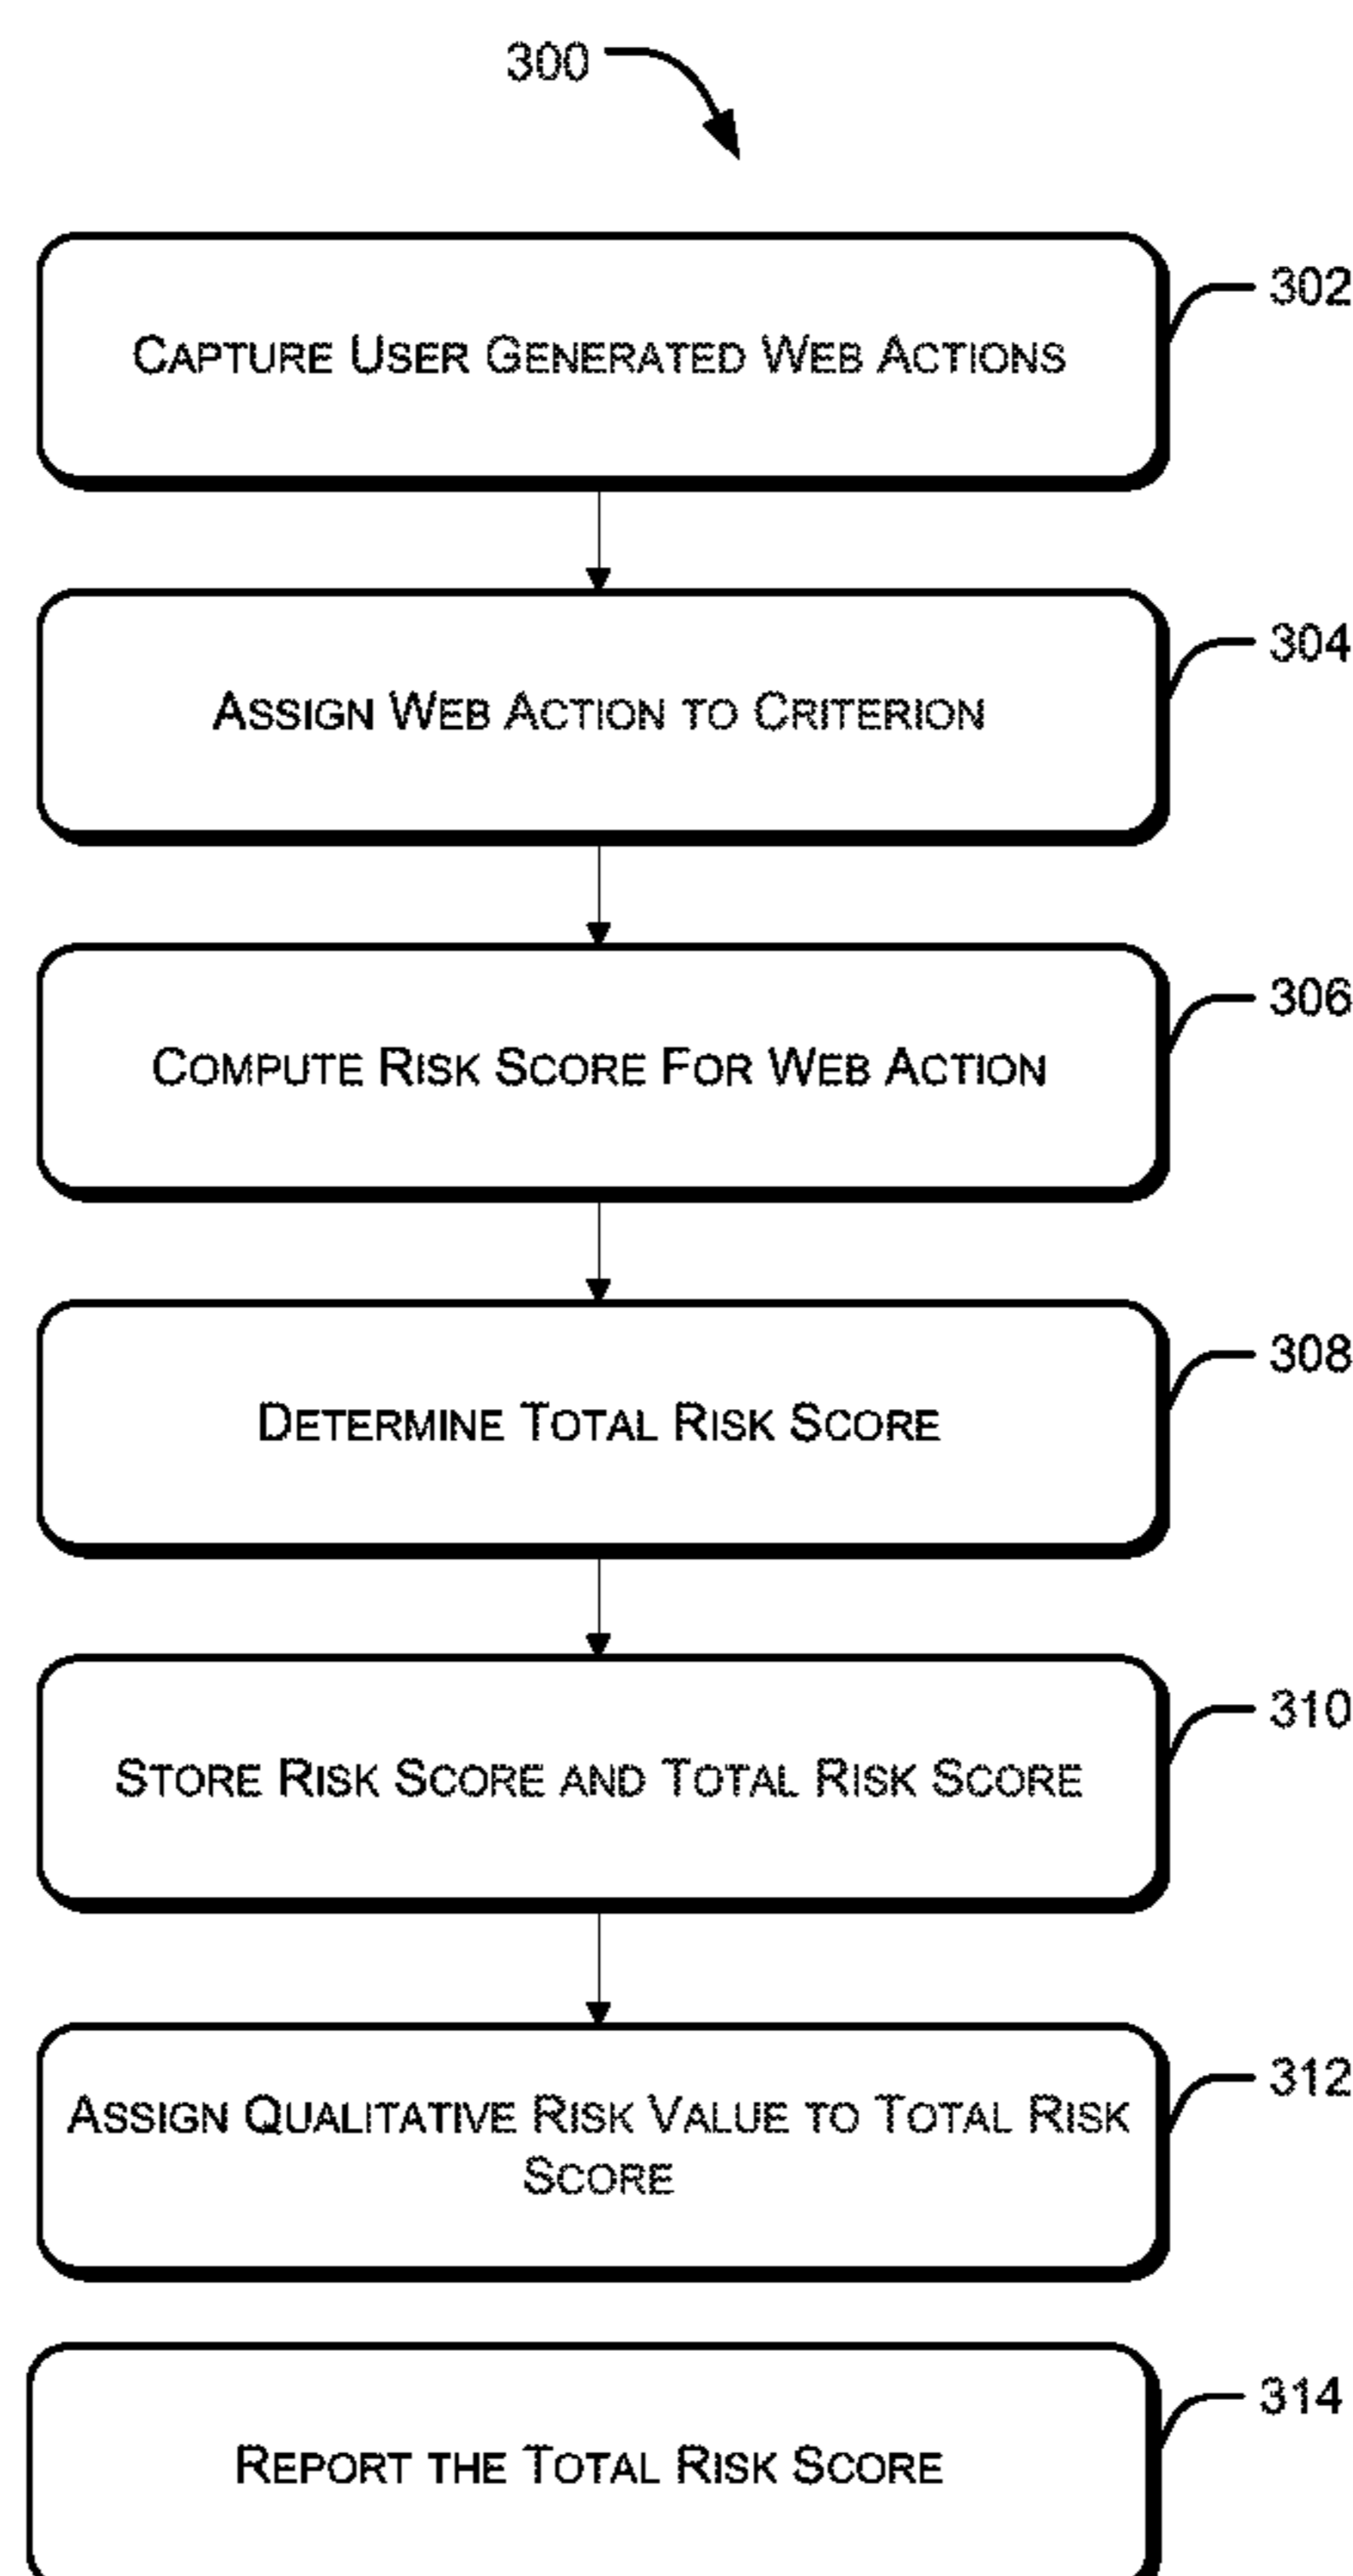 300
CAPTURE USER GENERATED WEB ACTIONS
302
ASSIGN WEB ACTION TO CRITERION
304
COMPUTE RISK SCORE FOR WEB ACTION
306
DETERMINE TOTAL RISK SCORE
308
STORE RISK SCORE AND TOTAL RISK SCORE
310
ASSIGN QUALITATIVE RISK VALUE TO TOTAL RISK
SCORE
312
REPORT THE TOTAL RISK SCORE
314